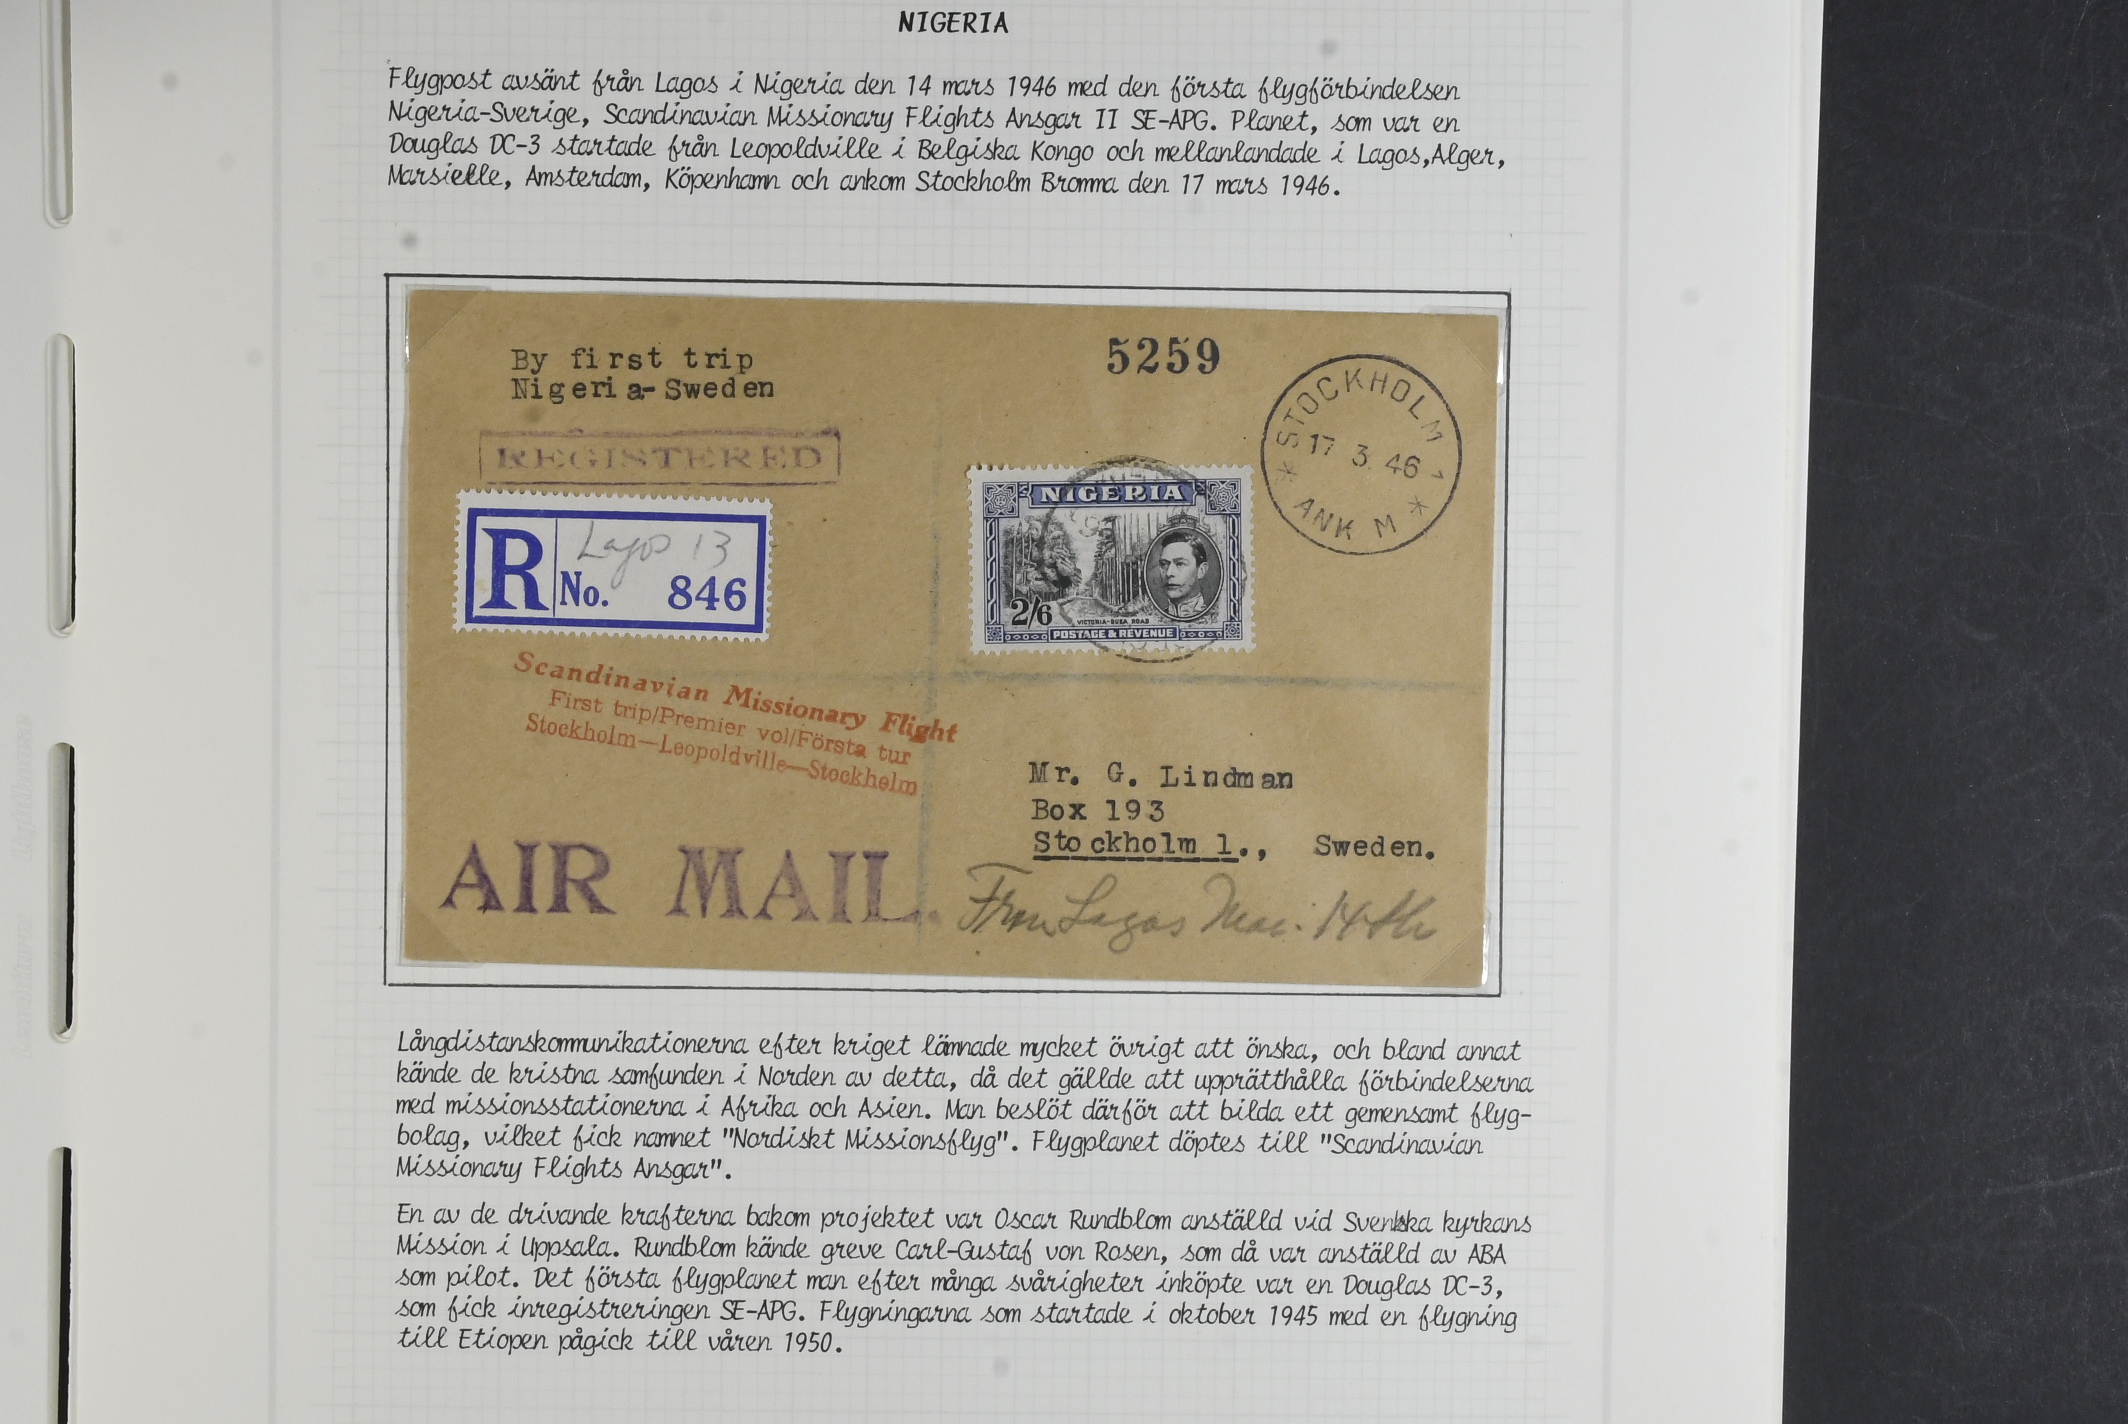 NIGERIA
Flygpost avsänt från Lagos i Nigeria den 14 mars 1946 med den första flygförbindelsen
Nigeria-Sverige, Scandinavian Missionary Flights Ansgar II SE-APG. Planet, som var en
Douglas DC-3 startade från Leopoldville i Belgiska Kongo och mellanlandade i Lagos,Alger,
Marsielle, Amsterdam, Köpenhamn och ankom Stockholm Bromma den 17 mars 1946.
By first trip
Nigeria-Sweden
5259
STOCKHOLM 1
17 3. 46
* ANK M *
REGISTERED
R Lagos 13
No. 846
NIGERIA
2/6
VICTORIA-BUEA ROAD
POSTAGE & REVENUE
Scandinavian Missionary Flight
First trip/Premier vol/Första tur
Stockholm—Leopoldville—Stockholm
Mr. G. Lindman
Box 193
Stockholm 1., Sweden.
AIR MAIL.
From Lagos Mar. 14th
Långdistanskommunikationerna efter kriget lämnade mycket övrigt att önska, och bland annat
kände de kristna samfunden i Norden av detta, då det gällde att upprätthålla förbindelserna
med missionsstationerna i Afrika och Asien. Man beslöt därför att bilda ett gemensamt flyg-
bolag, vilket fick namnet "Nordiskt Missionsflyg". Flygplanet döptes till "Scandinavian
Missionary Flights Ansgar".
En av de drivande krafterna bakom projektet var Oscar Rundblom anställd vid Svenska kyrkans
Mission i Uppsala. Rundblom kände greve Carl-Gustaf von Rosen, som då var anställd av ABA
som pilot. Det första flygplanet man efter många svårigheter inköpte var en Douglas DC-3,
som fick inregistreringen SE-APG. Flygningarna som startade i oktober 1945 med en flygning
till Etiopen pågick till våren 1950.